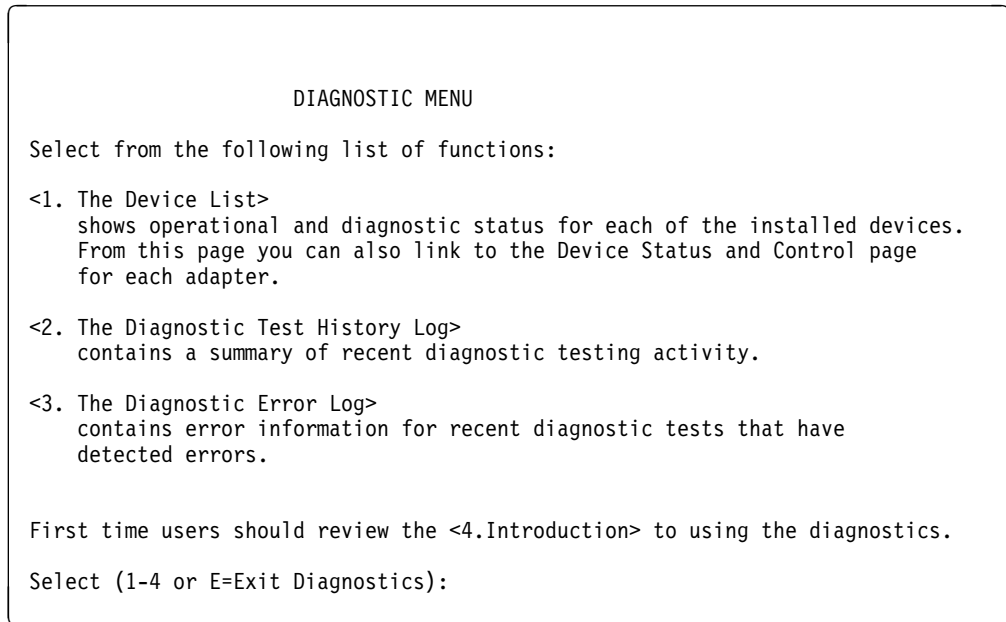 DIAGNOSTIC MENU
Select from the following list of functions:
<1. The Device List>
shows operational and diagnostic status for each of the installed devices.
From this page you can also link to the Device Status and Control page
for each adapter.
<2. The Diagnostic Test History Log>
contains a summary of recent diagnostic testing activity.
<3. The Diagnostic Error Log>
contains error information for recent diagnostic tests that have
detected errors.
First time users should review the <4.Introduction> to using the diagnostics.
Select (1-4 or E=Exit Diagnostics):